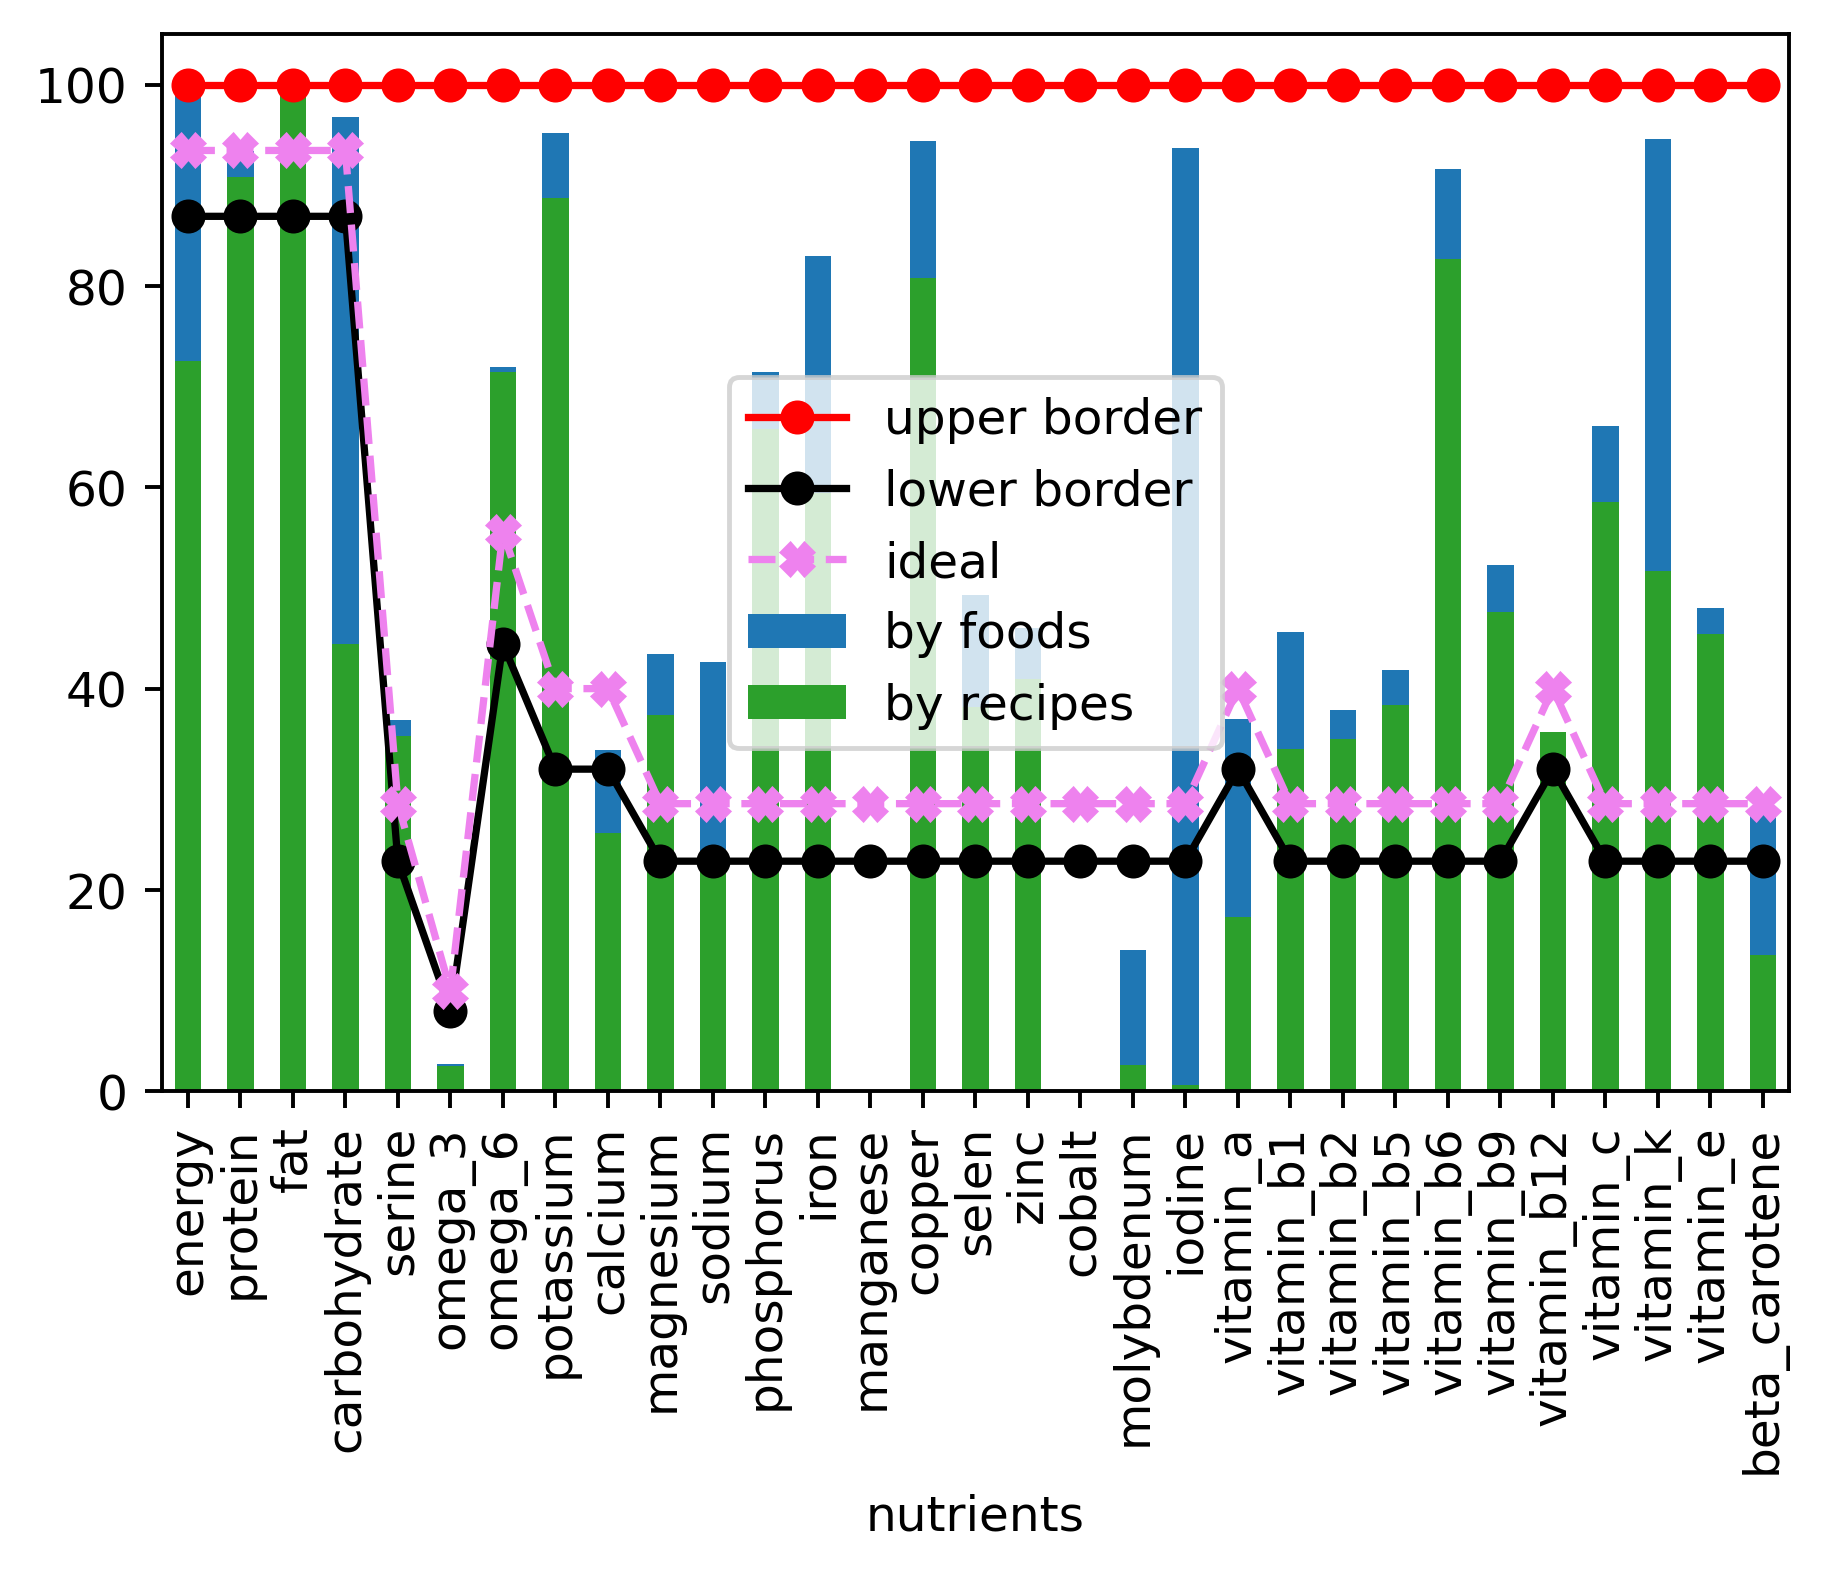 100
80
60
40
20
0
upper border
lower border
ideal
by foods
by recipes
energy
protein
fat
carbohydrate
serine
omega_3
omega_6
potassium
calcium
magnesium
sodium
phosphorus
iron
manganese
copper
selen
zinc
cobalt
molybdenum
iodine
vitamin_a
vitamin_b1
vitamin_b2
vitamin_b5
vitamin_b6
vitamin_b9
vitamin_b12
vitamin_c
vitamin_k
vitamin_e
beta_carotene
nutrients